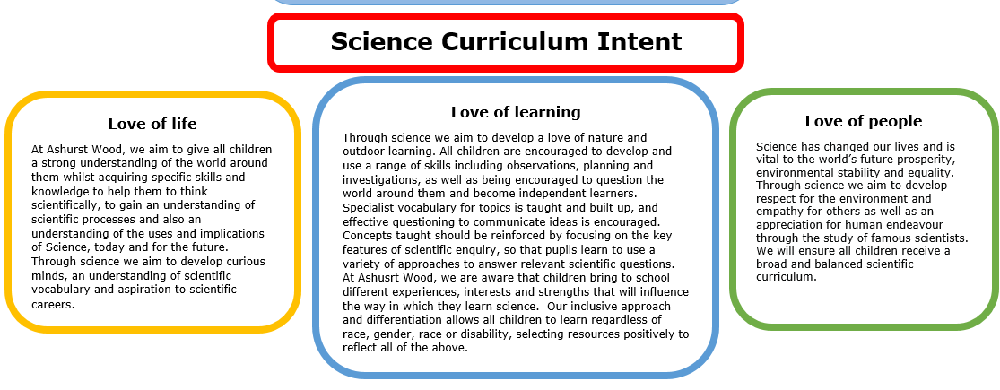 Science Curriculum Intent
Love of life
At Ashurst Wood, we aim to give all children
a strong understanding of the world around
them whilst acquiring specific skills and
knowledge to help them to think
scientifically, to gain an understanding of
scientific processes and also an
understanding of the uses and implications
of Science, today and for the future.
Through science we aim to develop curious
minds, an understanding of scientific
vocabulary and aspiration to scientific
careers.
Love of learning
Through science we aim to develop a love of nature and
outdoor learning. All children are encouraged to develop and
use a range of skills including observations, planning and
investigations, as well as being encouraged to question the
world around them and become independent learners.
Specialist vocabulary for topics is taught and built up, and
effective questioning to communicate ideas is encouraged.
Concepts taught should be reinforced by focusing on the key
features of scientific enquiry, so that pupils learn to use a
variety of approaches to answer relevant scientific questions.
At Ashusrt Wood, we are aware that children bring to school
different experiences, interests and strengths that will influence
the way in which they learn science.  Our inclusive approach
and differentiation allows all children to learn regardless of
race, gender, race or disability, selecting resources positively to
reflect all of the above.
Love of people
Science has changed our lives and is
vital to the world’s future prosperity,
environmental stability and equality.
Through science we aim to develop
respect for the environment and
empathy for others as well as an
appreciation for human endeavour
through the study of famous scientists.
We will ensure all children receive a
broad and balanced scientific
curriculum.